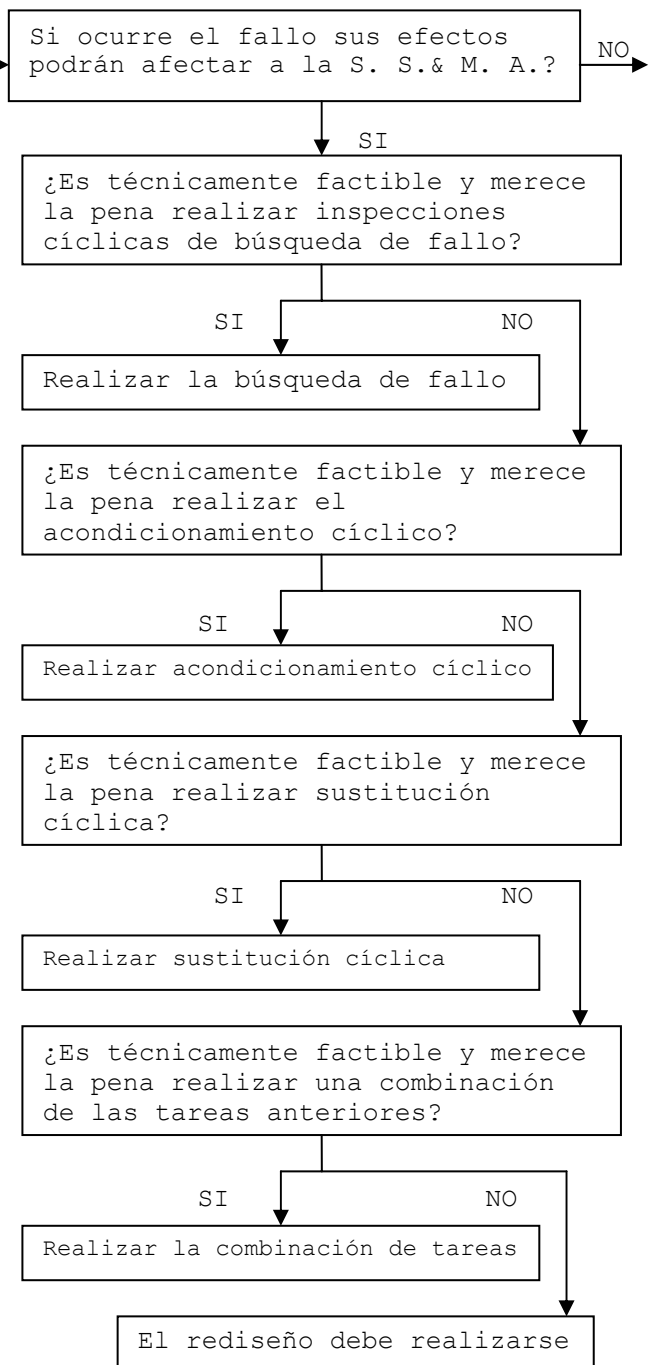 Si ocurre el fallo sus efectos
podrán afectar a la S. S.& M. A.?
NO
SI
¿Es técnicamente factible y merece
la pena realizar inspecciones
cíclicas de búsqueda de fallo?
SI
NO
Realizar la búsqueda de fallo
¿Es técnicamente factible y merece
la pena realizar el
acondicionamiento cíclico?
SI
NO
Realizar acondicionamiento cíclico
¿Es técnicamente factible y merece
la pena realizar sustitución
cíclica?
SI
NO
Realizar sustitución cíclica
¿Es técnicamente factible y merece
la pena realizar una combinación
de las tareas anteriores?
SI
NO
Realizar la combinación de tareas
El rediseño debe realizarse